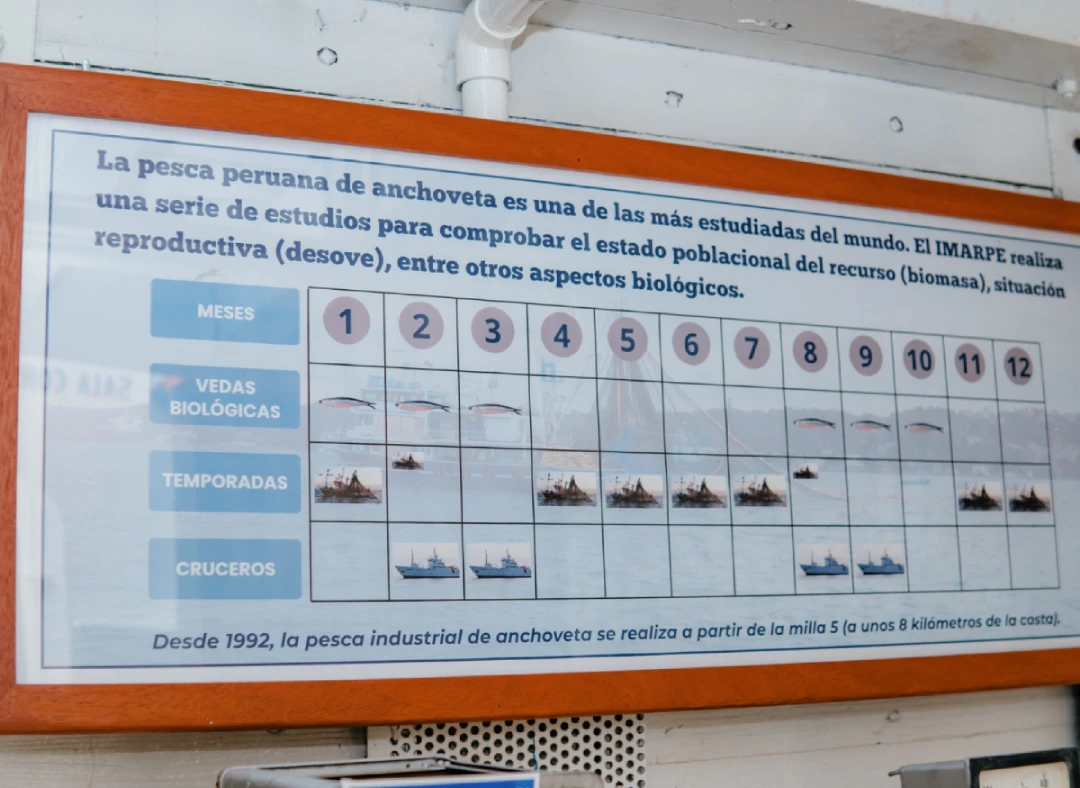 La pesca peruana de anchoveta es una de las más estudiadas del mundo. El IMARPE realiza
una serie de estudios para comprobar el estado poblacional del recurso (biomasa), situación
reproductiva (desove), entre otros aspectos biológicos.
MESES 1 2 3 4 5 6 7 8 9 10 11 12
VEDAS
BIOLÓGICAS
TEMPORADAS
CRUCEROS
Desde 1992, la pesca industrial de anchoveta se realiza a partir de la milla 5 (a unos 8 kilómetros de la costa).